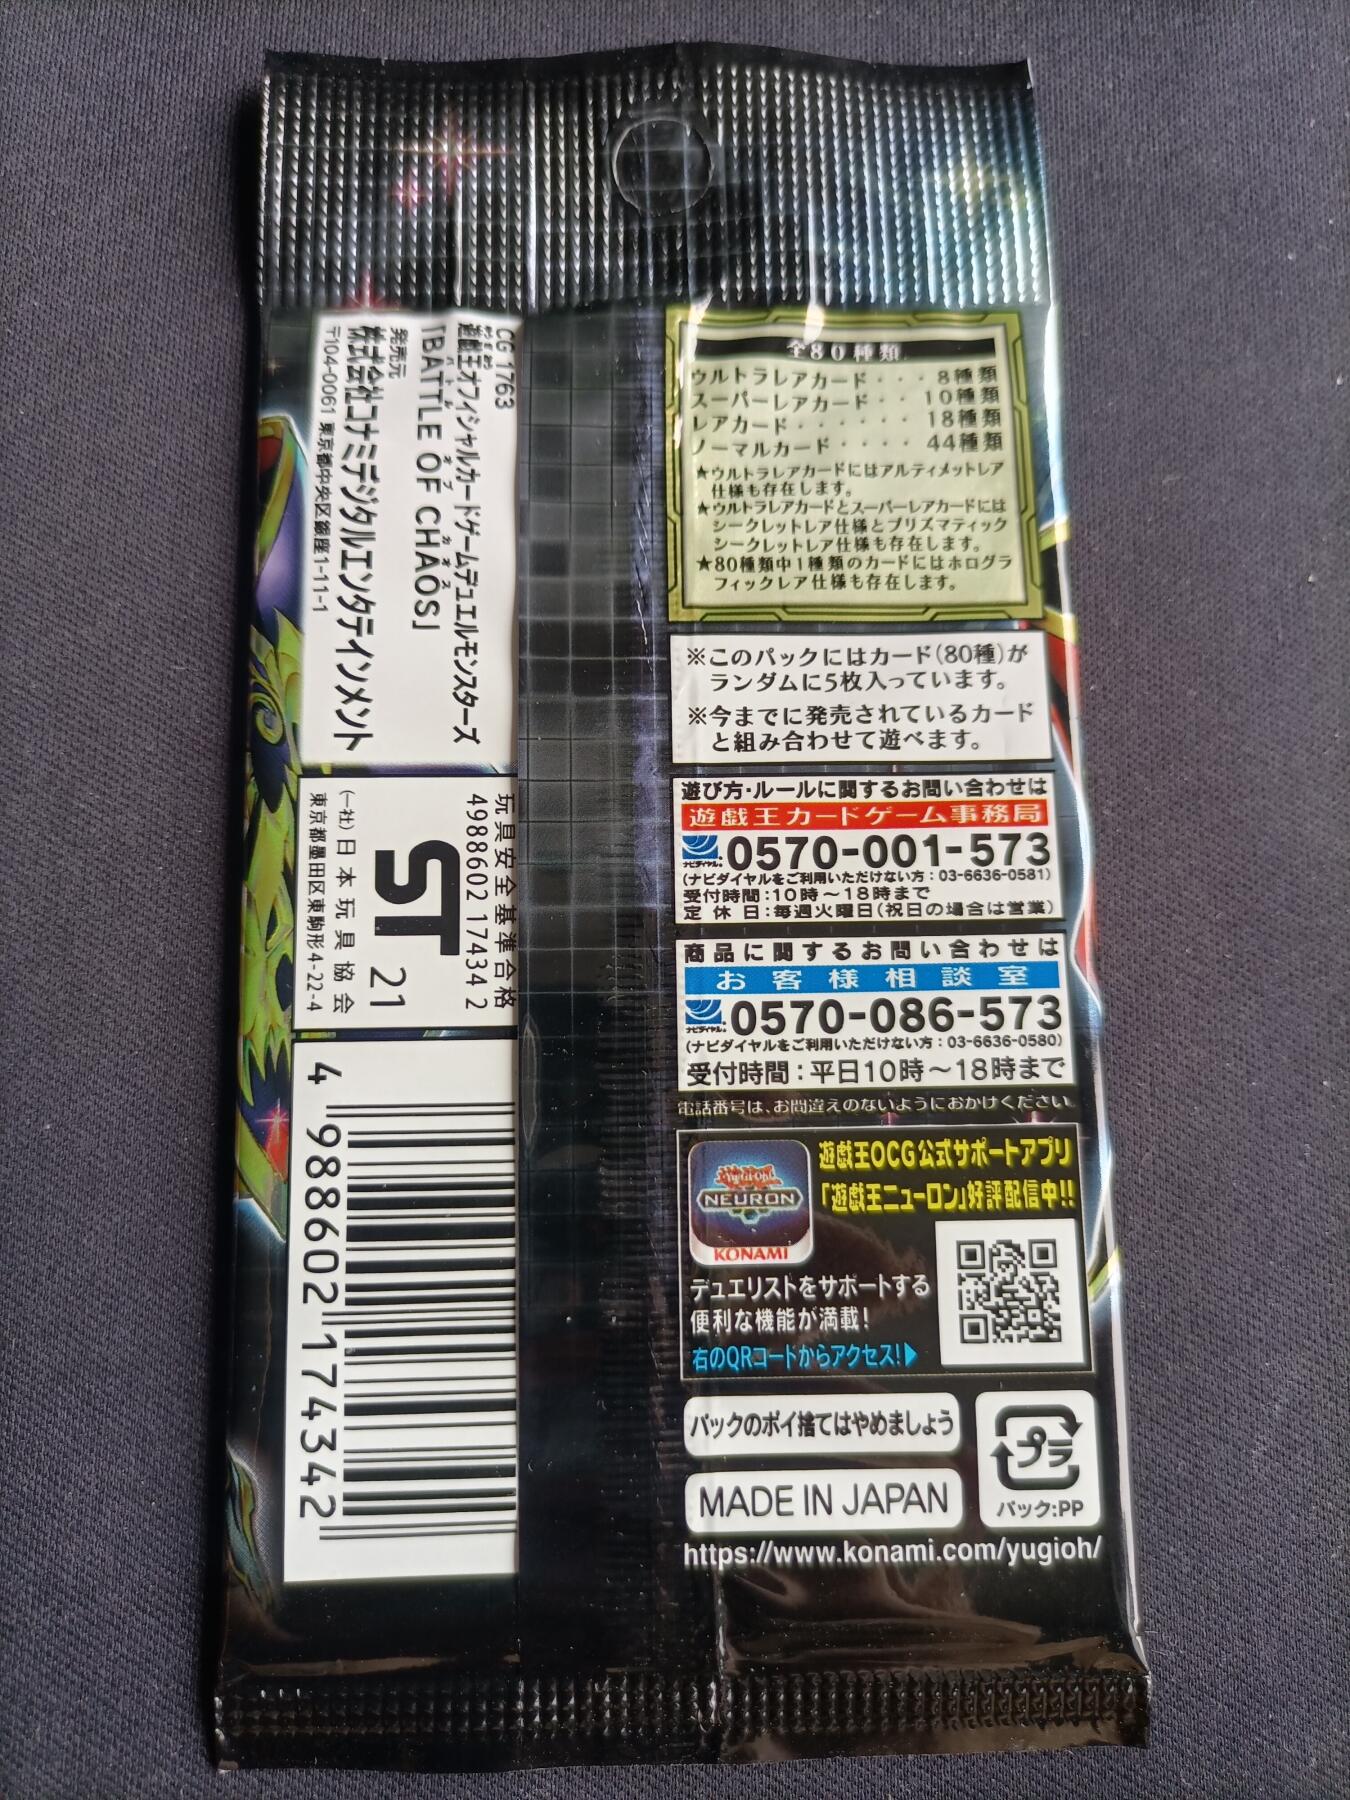 CG 1763
遊戯王オフィシャルカードゲームデュエルモンスターズ
バトル オブ カオス
「BATTLE OF CHAOS」
発売元
株式会社コナミデジタルエンタテインメント
〒104-0061 東京都中央区銀座1-11-1
玩具安全基準合格
4988602 17434 2
ST 21
(一社)日本玩具協会
東京都墨田区東駒形4-22-4
4 988602 174342
全80種類
ウルトラレアカード・・・8種類
スーパーレアカード・・10種類
レアカード・・・・・・18種類
ノーマルカード・・・・・44種類
★ウルトラレアカードにはアルティメットレア
仕様も存在します。
★ウルトラレアカードとスーパーレアカードには
シークレットレア仕様とプリズマティック
シークレットレア仕様も存在します。
★80種類中1種類のカードにはホログラ
フィックレア仕様も存在します。
※このパックにはカード(80種)が
ランダムに5枚入っています。
※今までに発売されているカード
と組み合わせて遊べます。
遊び方・ルールに関するお問い合わせは
遊戯王カードゲーム事務局
ナビダイヤル 0570-001-573
(ナビダイヤルをご利用いただけない方：03-6636-0581)
受付時間：10時～18時まで
定休日：毎週火曜日(祝日の場合は営業)
商品に関するお問い合わせは
お客様相談室
ナビダイヤル 0570-086-573
(ナビダイヤルをご利用いただけない方：03-6636-0580)
受付時間：平日10時～18時まで
電話番号は、お間違えのないようにおかけください。
遊戯王OCG公式サポートアプリ
「遊戯王ニューロン」好評配信中!!
Yu-Gi-Oh!
NEURON
KONAMI
デュエリストをサポートする
便利な機能が満載!
右のQRコードからアクセス!▶
パックのポイ捨てはやめましょう
プラ
パック:PP
MADE IN JAPAN
https://www.konami.com/yugioh/